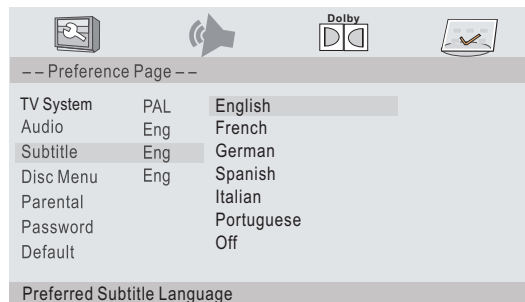 Dolby
– – Preference Page – –
TV System PAL English
Audio Eng French
Subtitle Eng German
Disc Menu Eng Spanish
Parental Italian
Password Portuguese
Default Off
Preferred Subtitle Language